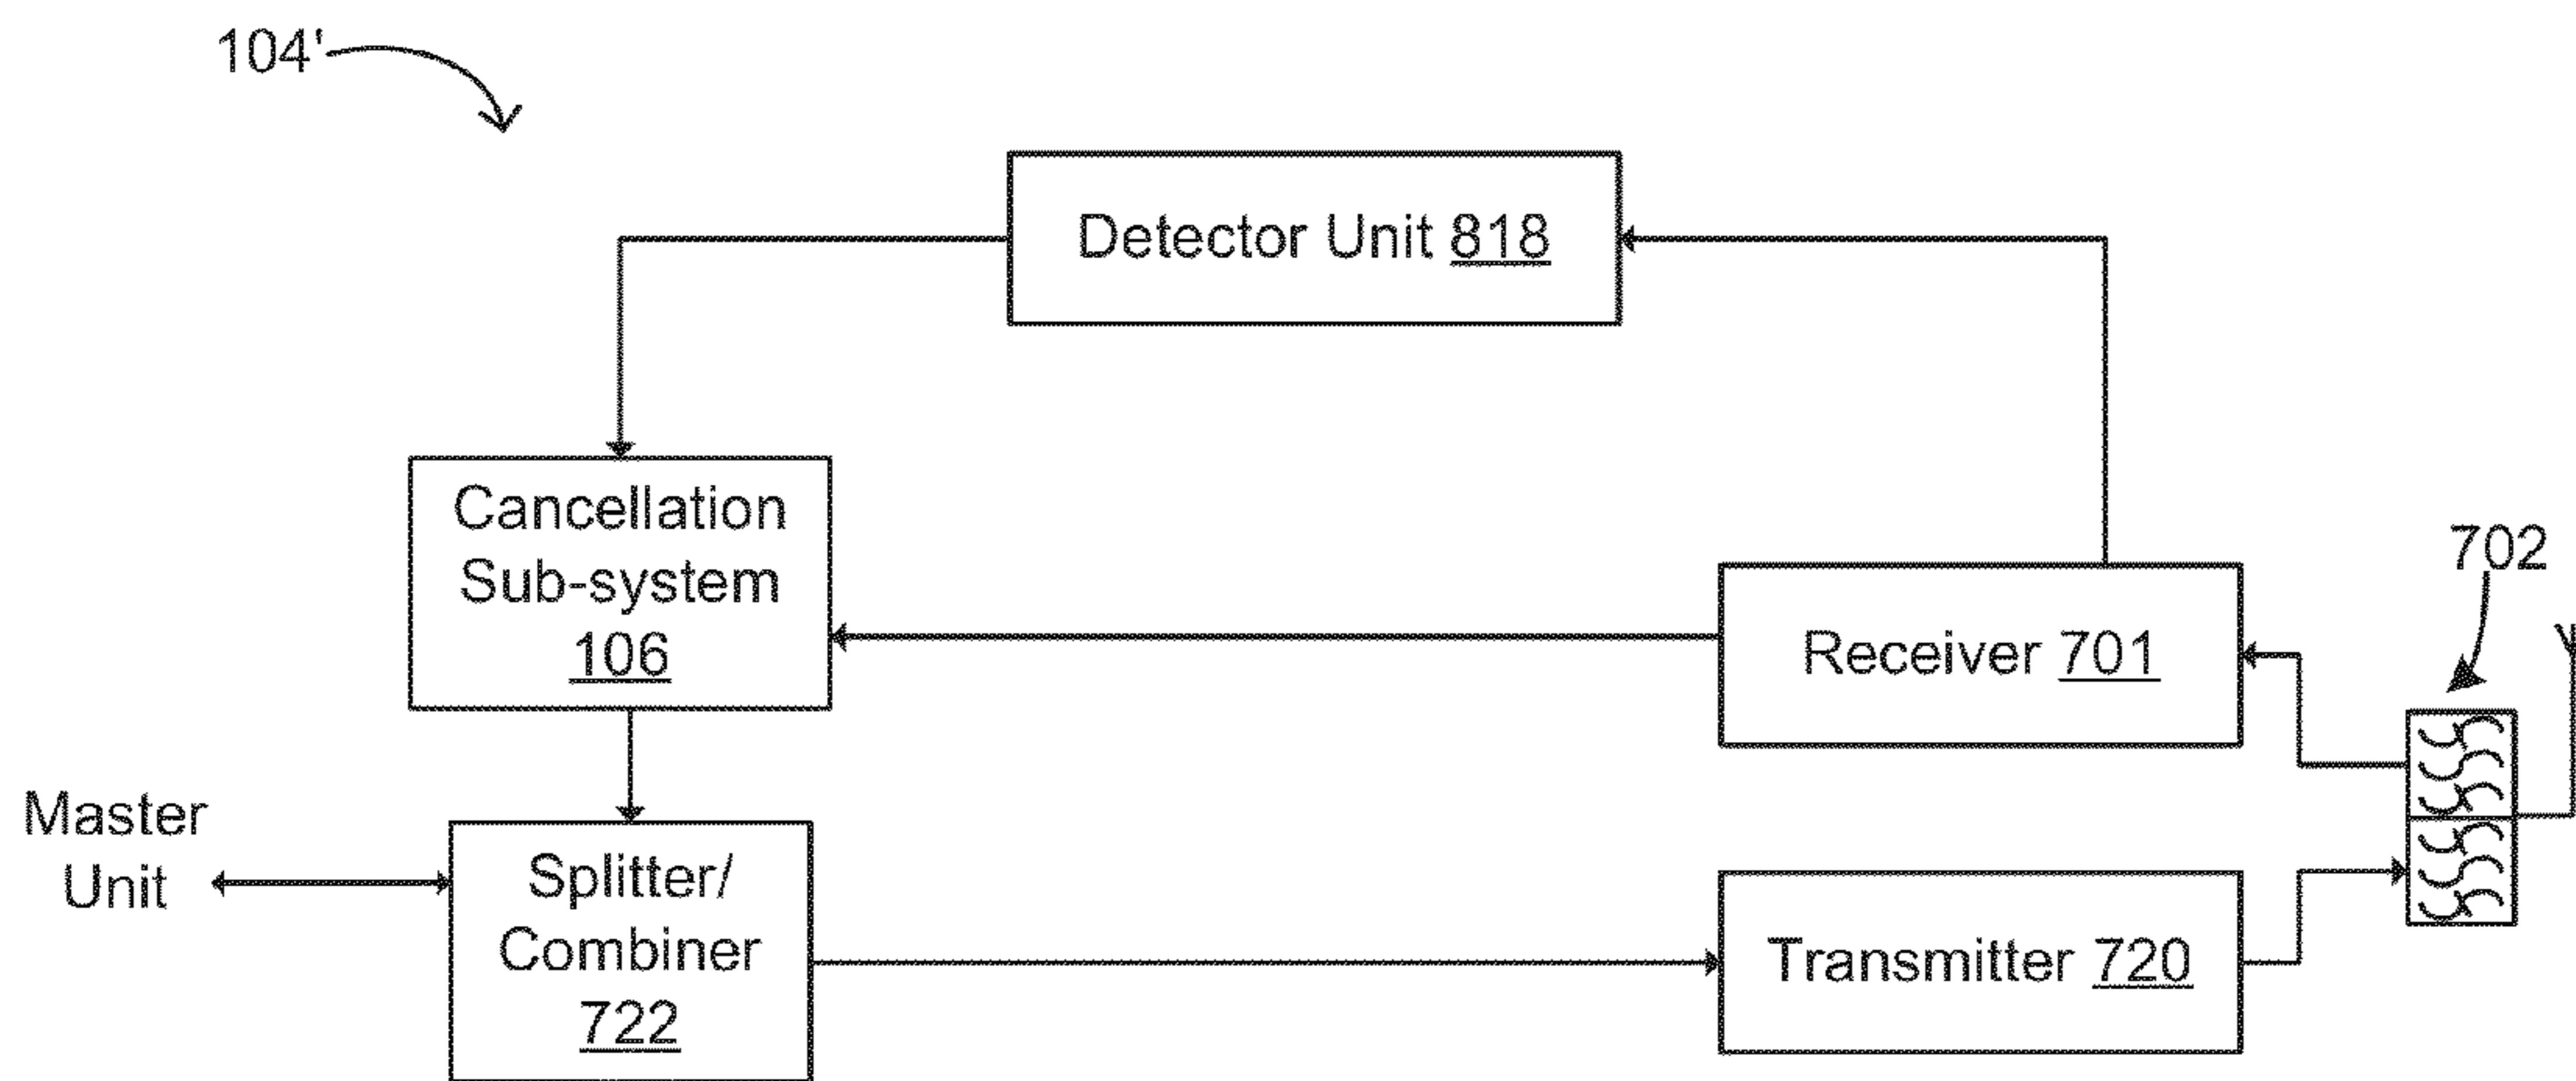 104'
Detector Unit 818
Cancellation
Sub-system
106
702
Receiver 701
Master
Unit
Splitter/
Combiner
722
Transmitter 720